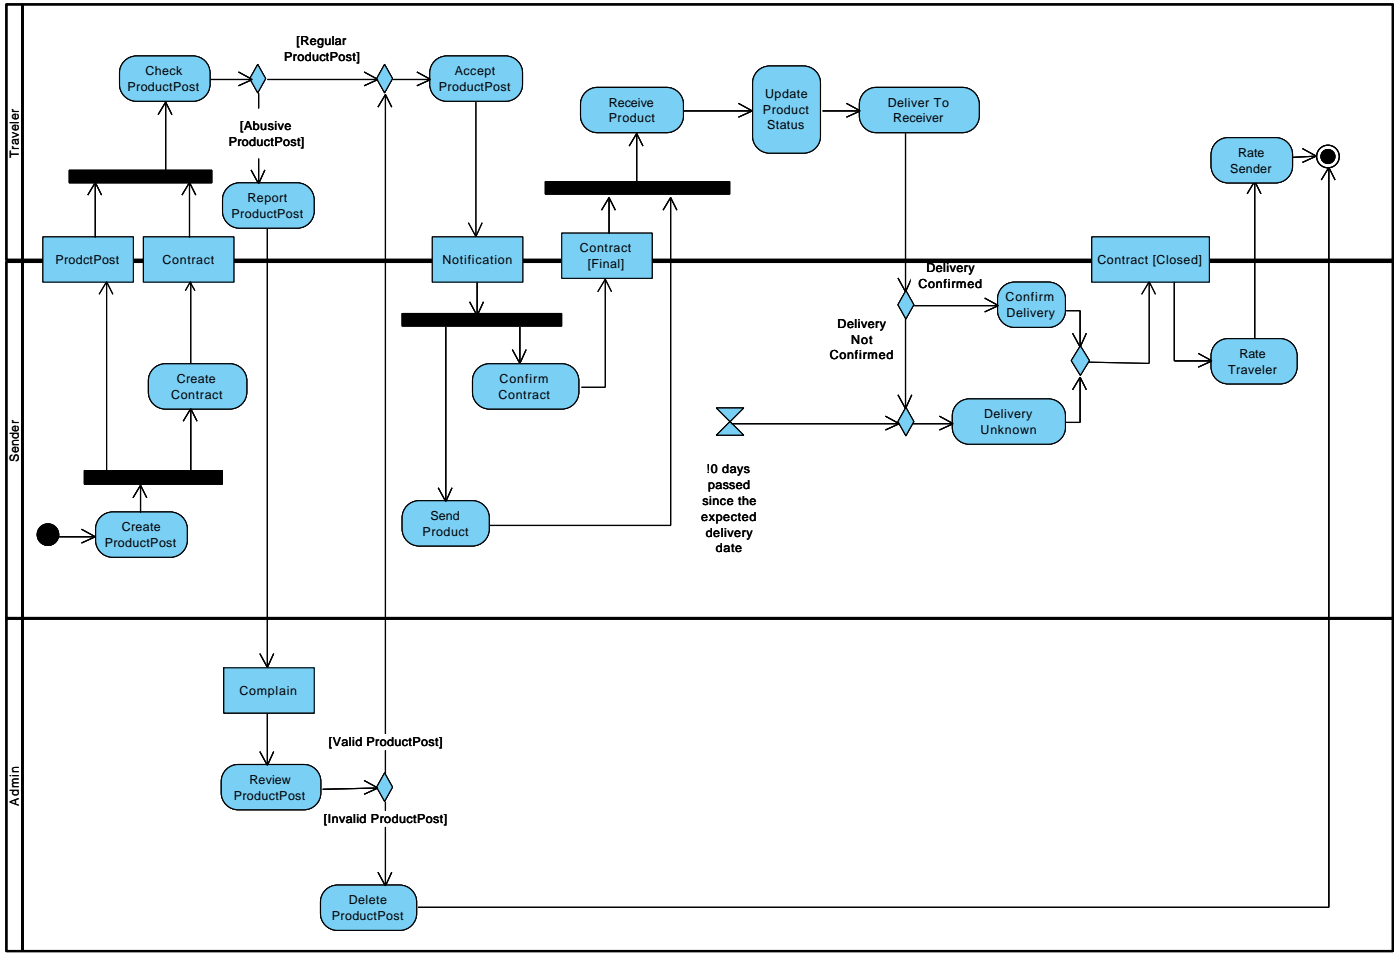 Traveler
Check
ProductPost
[Regular
ProductPost]
Accept
ProductPost
[Abusive
ProductPost]
Report
ProductPost
Receive
Product
Update
Product
Status
Deliver To
Receiver
Rate
Sender
ProdctPost
Contract
Notification
Contract
[Final]
Contract [Closed]
Sender
Delivery
Confirmed
Confirm
Delivery
Delivery
Not
Confirmed
Create
Contract
Confirm
Contract
Rate
Traveler
Delivery
Unknown
!0 days
passed
since the
expected
delivery
date
Send
Product
Create
ProductPost
Admin
Complain
[Valid ProductPost]
Review
ProductPost
[Invalid ProductPost]
Delete
ProductPost